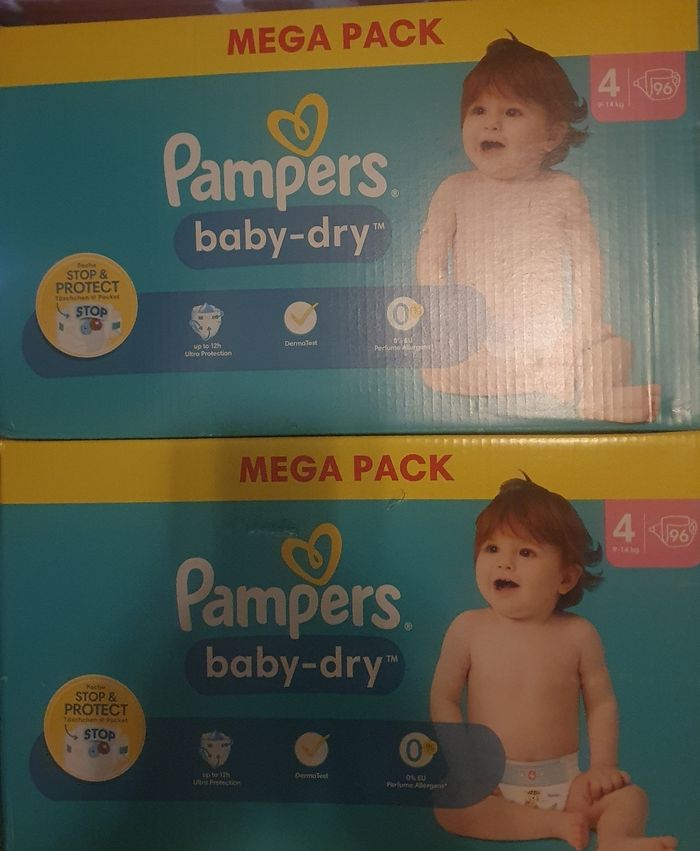 MEGA PACK
4
96
9-14 kg
Pampers®
baby-dry™
Poche
STOP &
PROTECT
Täschchen // Pocket
STOP
up to 12h
Ultra Protection
DermaTest
0%
0% EU
Perfume Allergens*
MEGA PACK
4
96
9-14 kg
Pampers®
baby-dry™
Poche
STOP &
PROTECT
Täschchen // Pocket
STOP
up to 12h
Ultra Protection
DermaTest
0%
0% EU
Perfume Allergens*